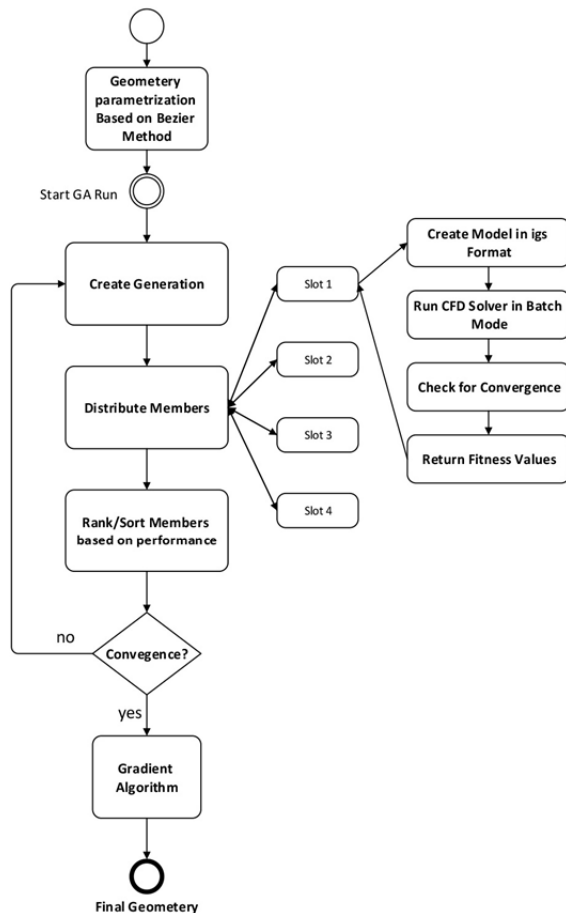 Geometery
parametrization
Based on Bezier
Method
Start GA Run
Create Generation
Distribute Members
Rank/Sort Members
based on performance
Convegence?
no
yes
Gradient
Algorithm
Final Geometery
Slot 1
Slot 2
Slot 3
Slot 4
Create Model in igs
Format
Run CFD Solver in Batch
Mode
Check for Convergence
Return Fitness Values